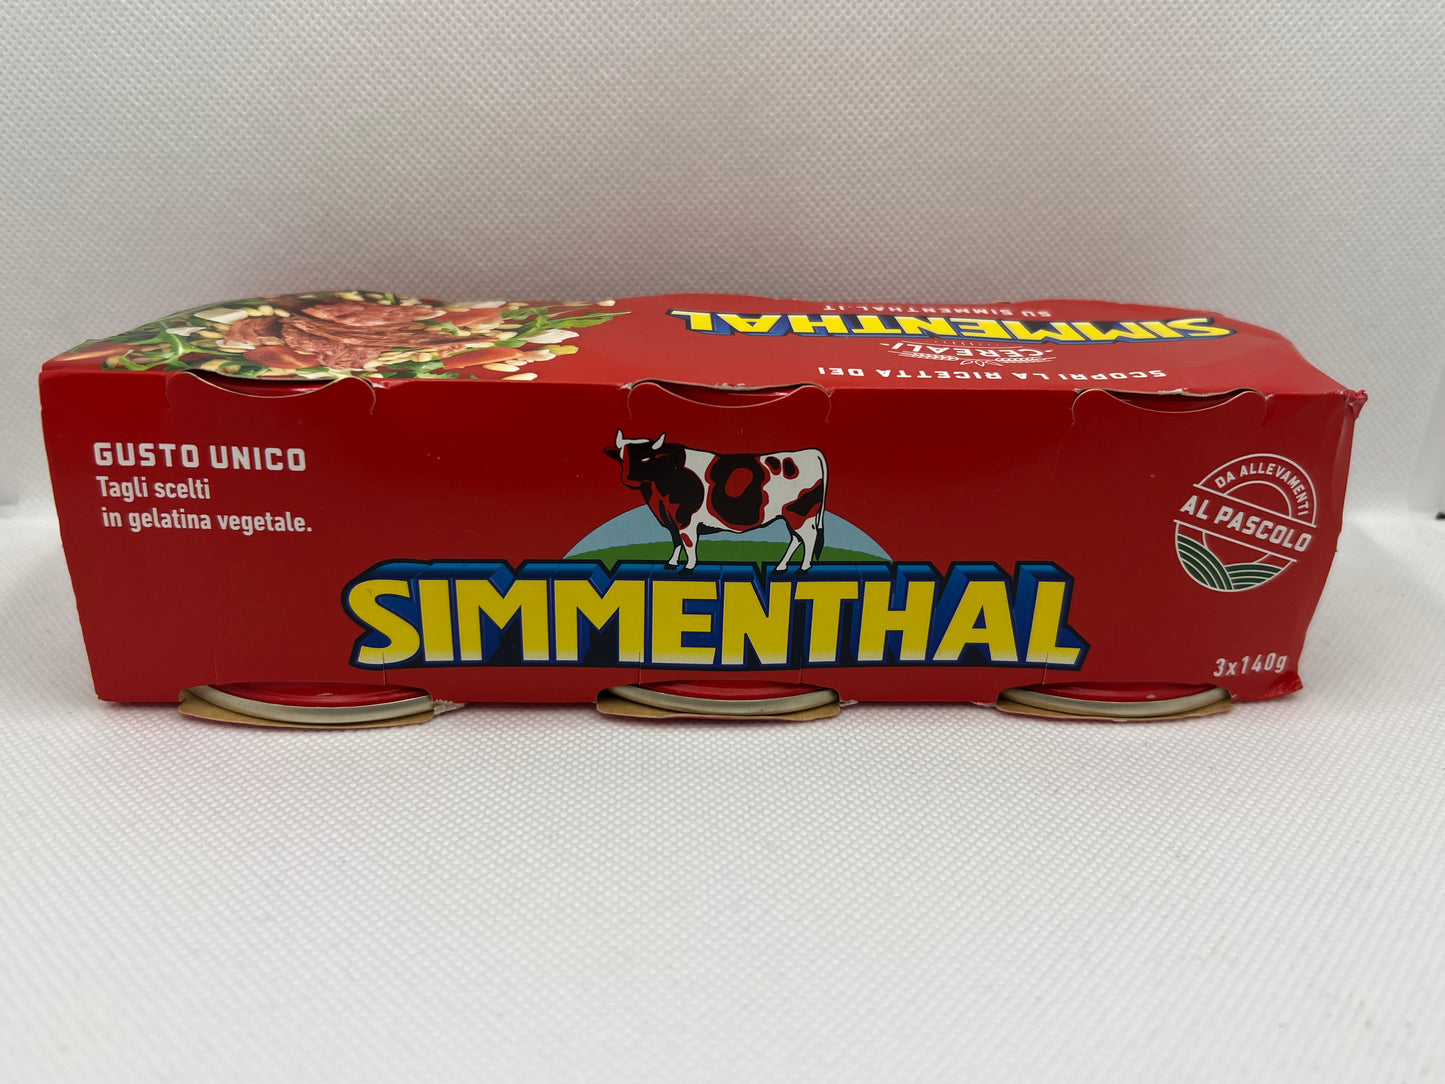 SCOPRI LA RICETTA DEI
CEREALI
SU SIMMENTHAL.IT
SIMMENTHAL
GUSTO UNICO
Tagli scelti
in gelatina vegetale.
SIMMENTHAL
DA ALLEVAMENTI
AL PASCOLO
3x140g